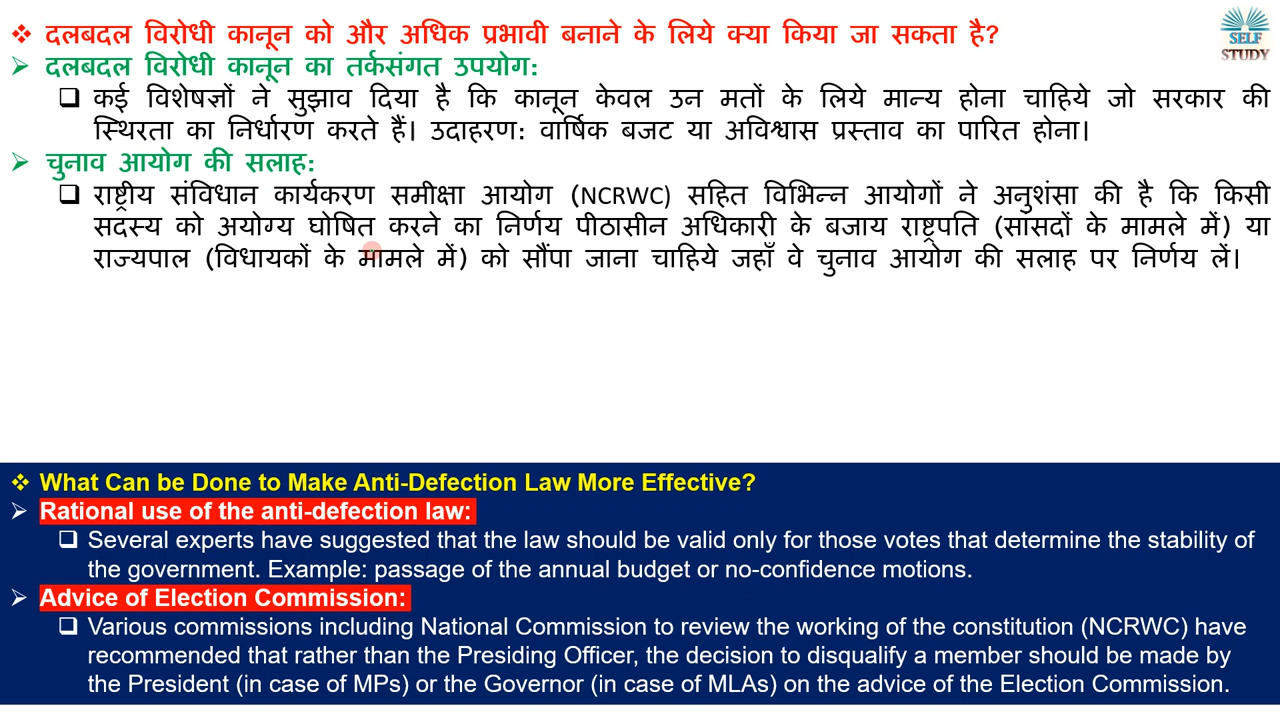 ❖ दलबदल विरोधी कानून को और अधिक प्रभावी बनाने के लिये क्या किया जा सकता है?
SELF
STUDY
➢ दलबदल विरोधी कानून का तर्कसंगत उपयोग:
❑ कई विशेषज्ञों ने सुझाव दिया है कि कानून केवल उन मतों के लिये मान्य होना चाहिये जो सरकार की
स्थिरता का निर्धारण करते हैं। उदाहरण: वार्षिक बजट या अविश्वास प्रस्ताव का पारित होना।
➢ चुनाव आयोग की सलाह:
❑ राष्ट्रीय संविधान कार्यकरण समीक्षा आयोग (NCRWC) सहित विभिन्न आयोगों ने अनुशंसा की है कि किसी
सदस्य को अयोग्य घोषित करने का निर्णय पीठासीन अधिकारी के बजाय राष्ट्रपति (सांसदों के मामले में) या
राज्यपाल (विधायकों के मामले में) को सौंपा जाना चाहिये जहाँ वे चुनाव आयोग की सलाह पर निर्णय लें।
❖ What Can be Done to Make Anti-Defection Law More Effective?
➢ Rational use of the anti-defection law:
❑ Several experts have suggested that the law should be valid only for those votes that determine the stability of
the government. Example: passage of the annual budget or no-confidence motions.
➢ Advice of Election Commission:
❑ Various commissions including National Commission to review the working of the constitution (NCRWC) have
recommended that rather than the Presiding Officer, the decision to disqualify a member should be made by
the President (in case of MPs) or the Governor (in case of MLAs) on the advice of the Election Commission.